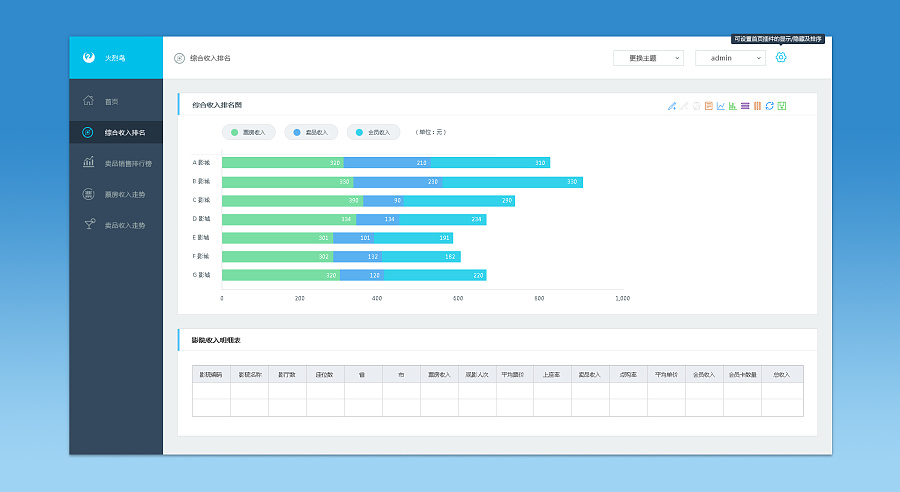 可设置首页插件的显示/隐藏及排序
火烈鸟
综合收入排名
更换主题
admin
首页
综合收入排名
卖品销售排行榜
票房收入走势
卖品收入走势
综合收入排名图
票房收入 卖品收入 会员收入 (单位:元)
A 影城 320 210 310
B 影城 330 230 330
C 影城 390 90 290
D 影城 334 134 234
E 影城 301 101 191
F 影城 302 132 182
G 影城 320 120 220
0 200 400 600 800 1,000
影院收入明细表
影院编码 影院名称 影厅数 座位数 省 市 票房收入 观影人次 平均票价 上座率 卖品收入 点购率 平均单价 会员收入 会员卡数量 总收入